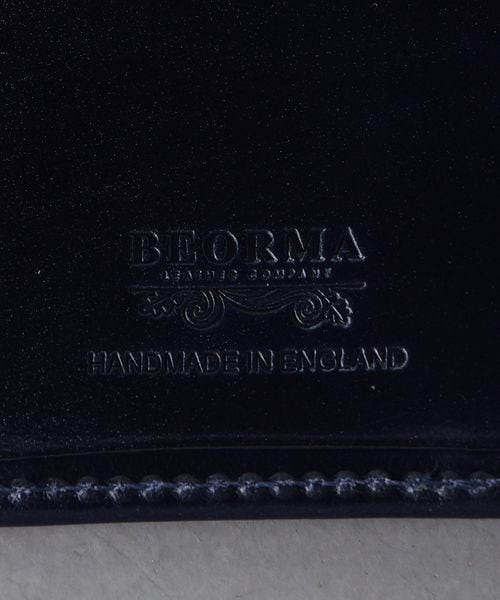 BEORMA
LEATHER COMPANY
HANDMADE IN ENGLAND